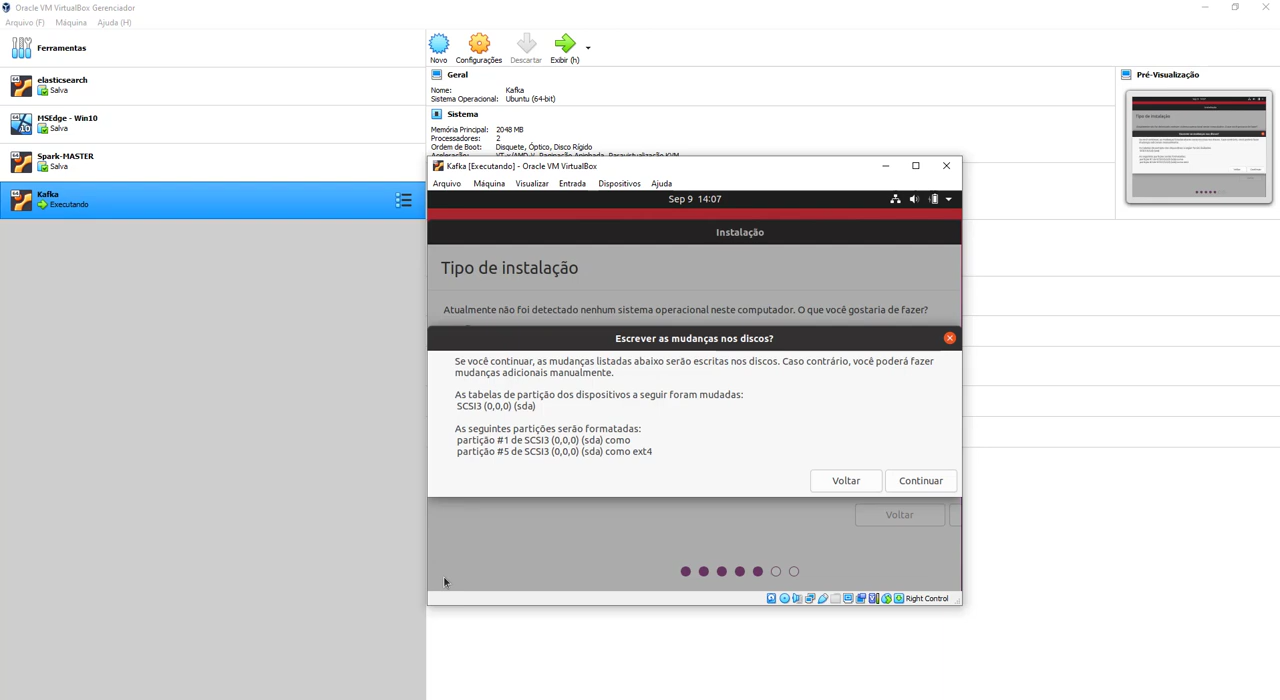 Oracle VM VirtualBox Gerenciador
Arquivo (F) Máquina Ajuda (H)
Ferramentas
elasticsearch
Salva
MSEdge - Win10
Salva
Spark-MASTER
Salva
Kafka
Executando
Novo Configurações Descartar Exibir (h)
Geral
Nome: Kafka
Sistema Operacional: Ubuntu (64-bit)
Sistema
Memória Principal: 2048 MB
Processadores: 2
Ordem de Boot: Disquete, Óptico, Disco Rígido
Aceleração: VT-x/AMD-V, Paginação Aninhada, Paravirtualização KVM
Pré-Visualização
Kafka [Executando] - Oracle VM VirtualBox
Arquivo Máquina Visualizar Entrada Dispositivos Ajuda
Sep 9 14:07
Instalação
Tipo de instalação
Atualmente não foi detectado nenhum sistema operacional neste computador. O que você gostaria de fazer?
Escrever as mudanças nos discos?
Se você continuar, as mudanças listadas abaixo serão escritas nos discos. Caso contrário, você poderá fazer
mudanças adicionais manualmente.
As tabelas de partição dos dispositivos a seguir foram mudadas:
SCSI3 (0,0,0) (sda)
As seguintes partições serão formatadas:
partição #1 de SCSI3 (0,0,0) (sda) como
partição #5 de SCSI3 (0,0,0) (sda) como ext4
Voltar Continuar
Voltar
Right Control